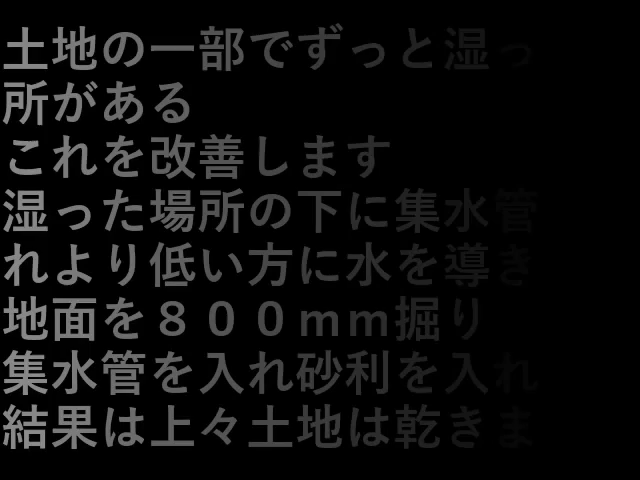 土地の一部でずっと湿っ
所がある
これを改善します
湿った場所の下に集水管
れより低い方に水を導き
地面を８００ｍｍ掘り
集水管を入れ砂利を入れ
結果は上々土地は乾きま